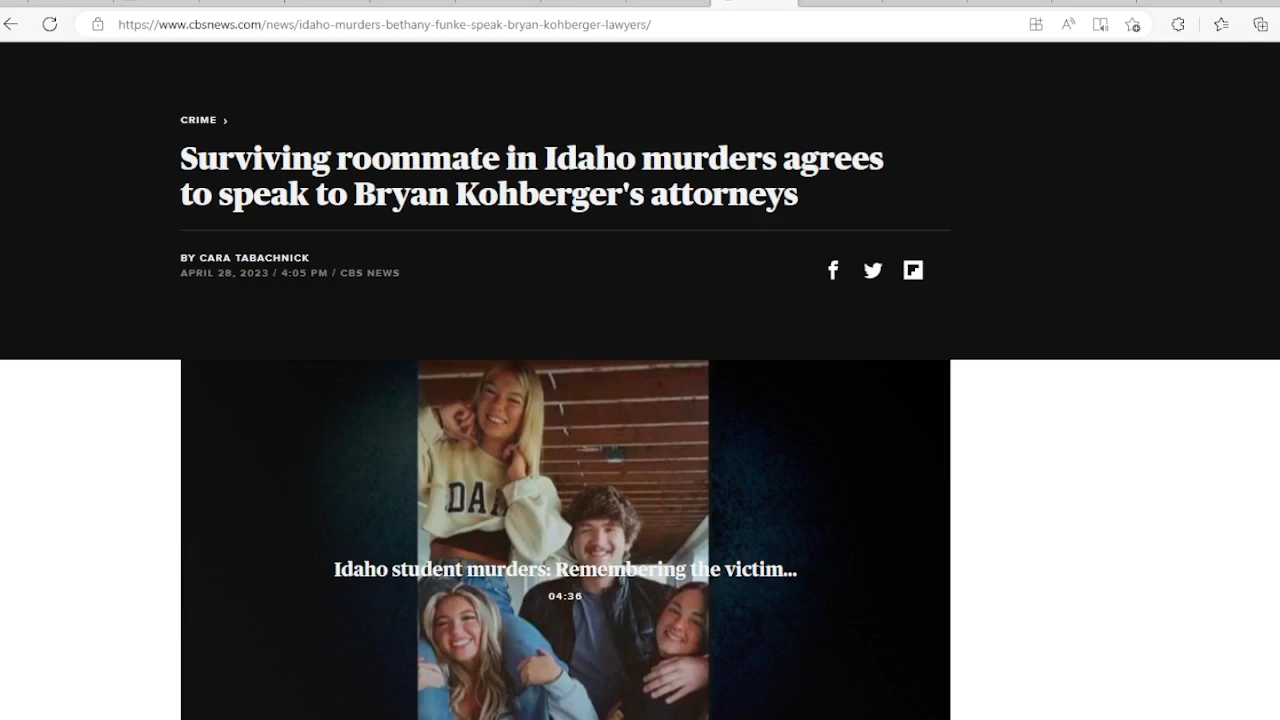 https://www.cbsnews.com/news/idaho-murders-bethany-funke-speak-bryan-kohberger-lawyers/
CRIME ›
Surviving roommate in Idaho murders agrees
to speak to Bryan Kohberger's attorneys
BY CARA TABACHNICK
APRIL 28, 2023 / 4:05 PM / CBS NEWS
IDA
Idaho student murders: Remembering the victim...
04:36